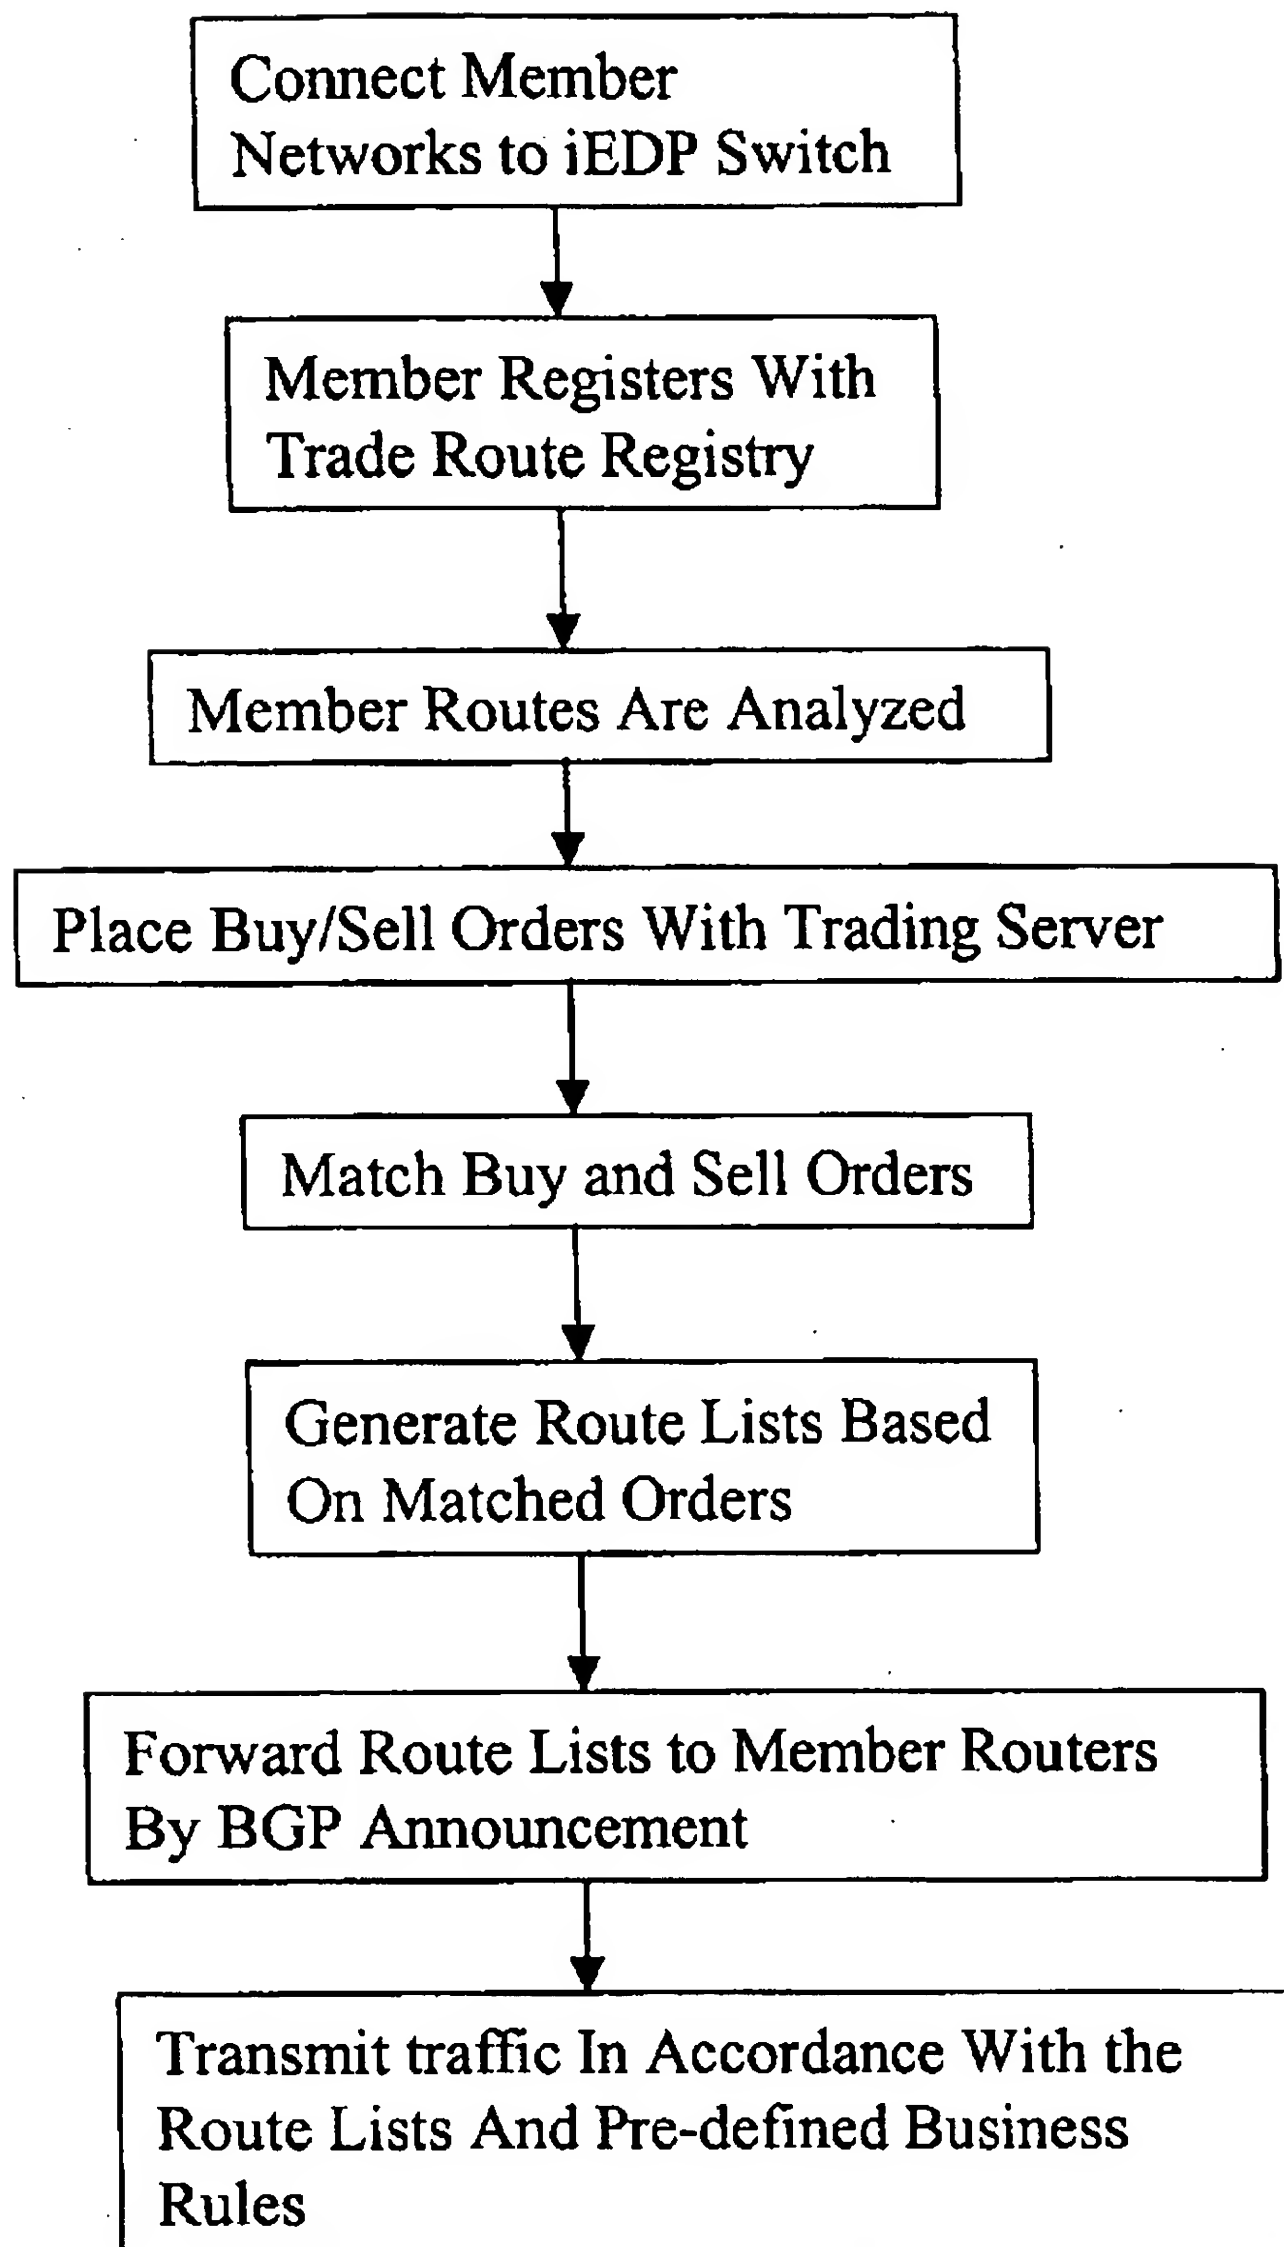 Connect Member
Networks to iEDP Switch
Member Registers With
Trade Route Registry
Member Routes Are Analyzed
Place Buy/Sell Orders With Trading Server
Match Buy and Sell Orders
Generate Route Lists Based
On Matched Orders
Forward Route Lists to Member Routers
By BGP Announcement
Transmit traffic In Accordance With the
Route Lists And Pre-defined Business
Rules